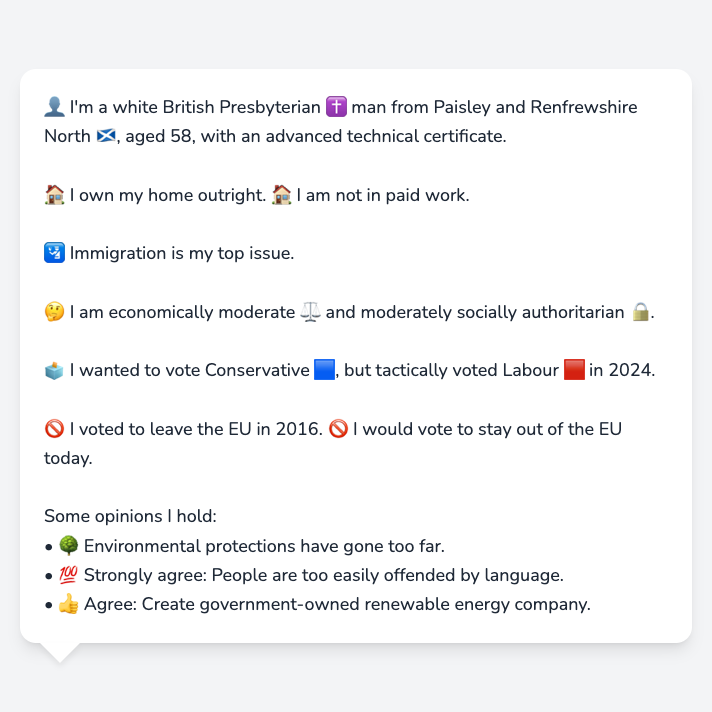 👤 I'm a white British Presbyterian ✝️ man from Paisley and Renfrewshire
North 🏴󠁧󠁢󠁳󠁣󠁴󠁿, aged 58, with an advanced technical certificate.
🏠 I own my home outright. 🏠 I am not in paid work.
🛂 Immigration is my top issue.
🤔 I am economically moderate ⚖️ and moderately socially authoritarian 🔒.
🗳️ I wanted to vote Conservative 🟦, but tactically voted Labour 🟥 in 2024.
🚫 I voted to leave the EU in 2016. 🚫 I would vote to stay out of the EU
today.
Some opinions I hold:
• 🌳 Environmental protections have gone too far.
• 💯 Strongly agree: People are too easily offended by language.
• 👍 Agree: Create government-owned renewable energy company.